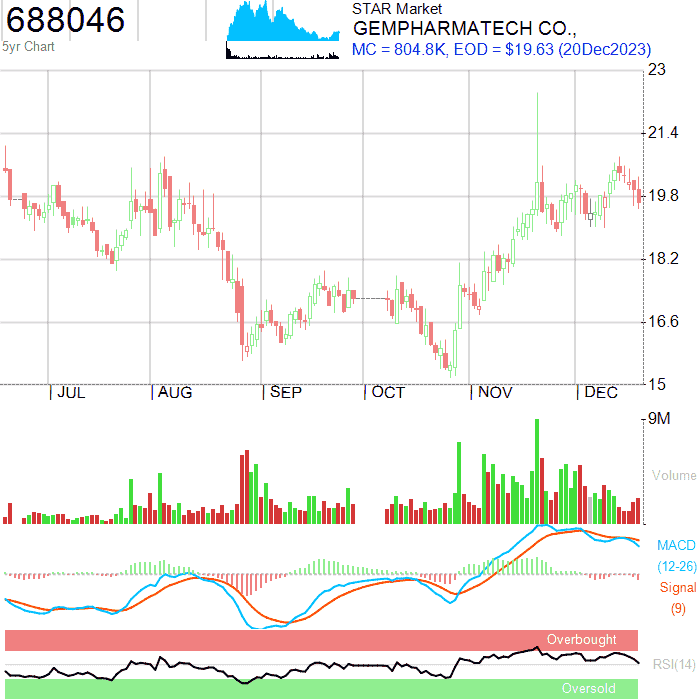 688046
5yr Chart
STAR Market
GEMPHARMATECH CO.,
MC = 804.8K, EOD = $19.63 (20Dec2023)
23
21.4
19.8
18.2
16.6
15
JUL AUG SEP OCT NOV DEC
9M
Volume
MACD
(12-26)
Signal
(9)
Overbought
RSI(14)
Oversold